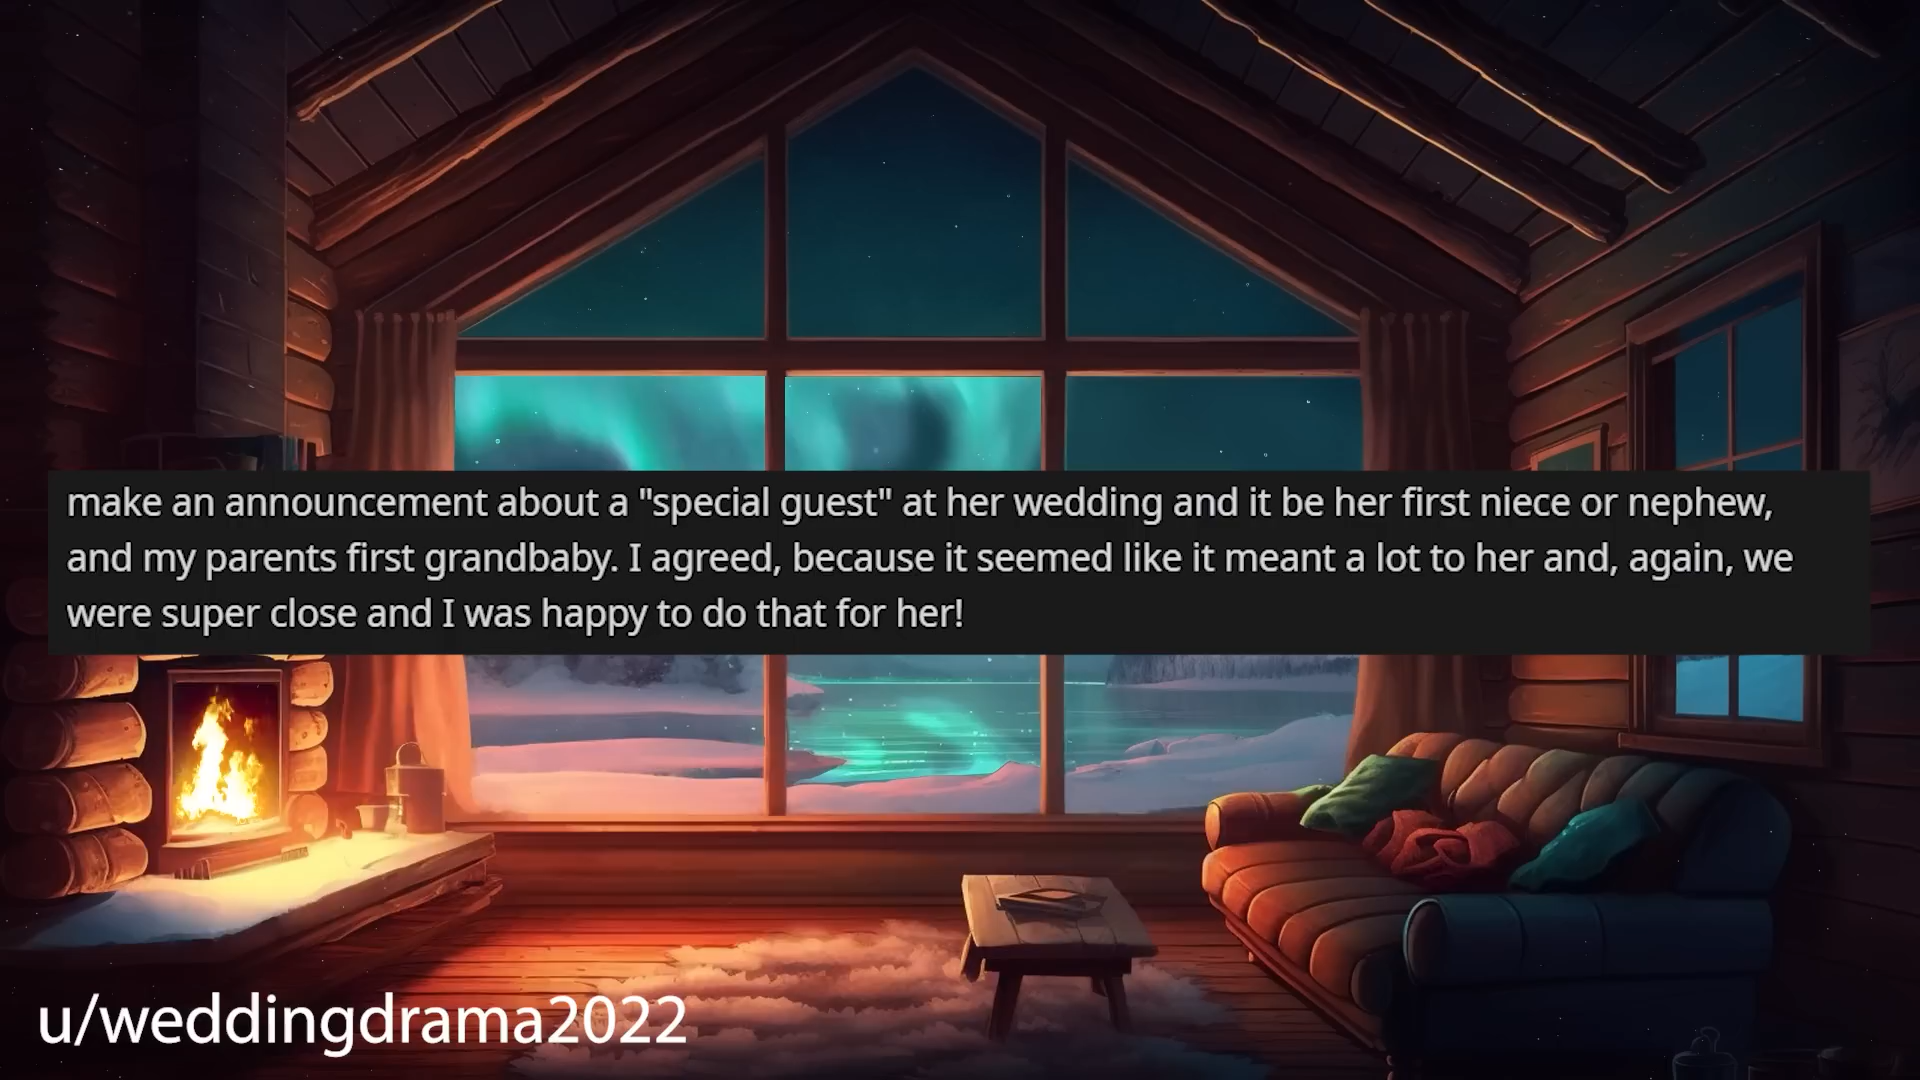 make an announcement about a "special guest" at her wedding and it be her first niece or nephew,
and my parents first grandbaby. I agreed, because it seemed like it meant a lot to her and, again, we
were super close and I was happy to do that for her!
u/weddingdrama2022